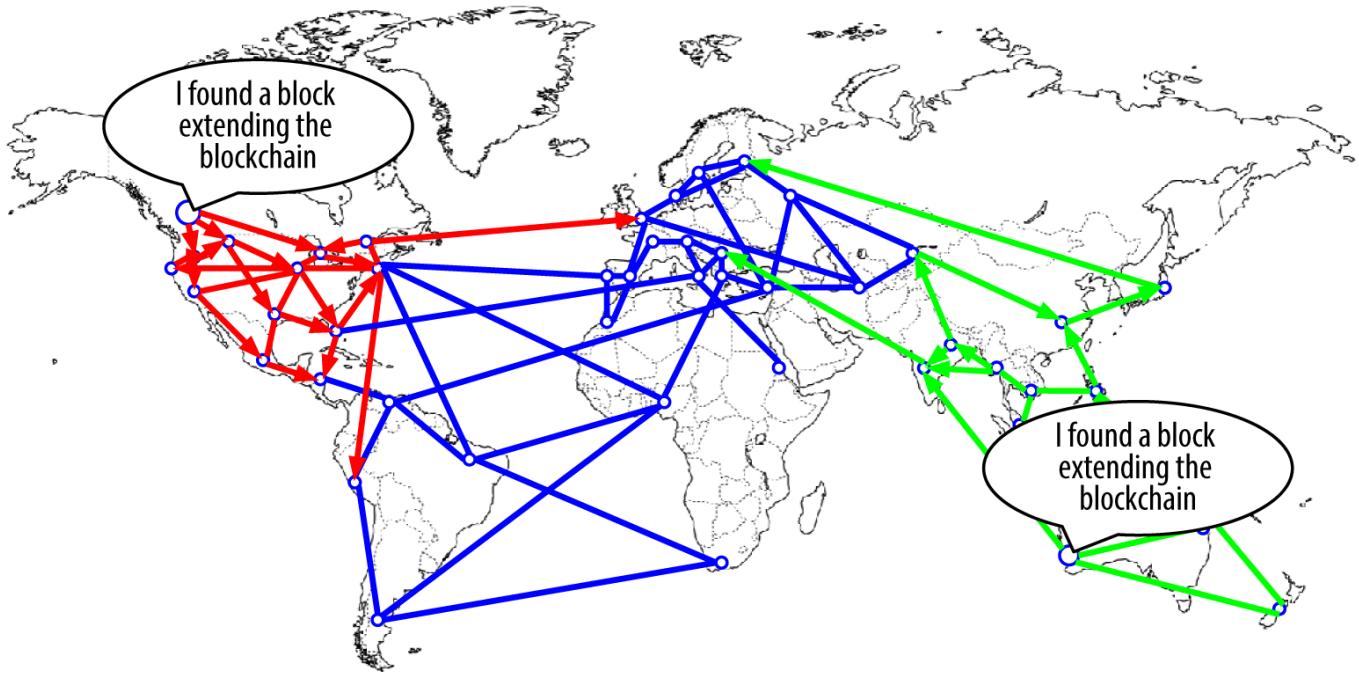 I found a block
extending the
blockchain
I found a block
extending the
blockchain